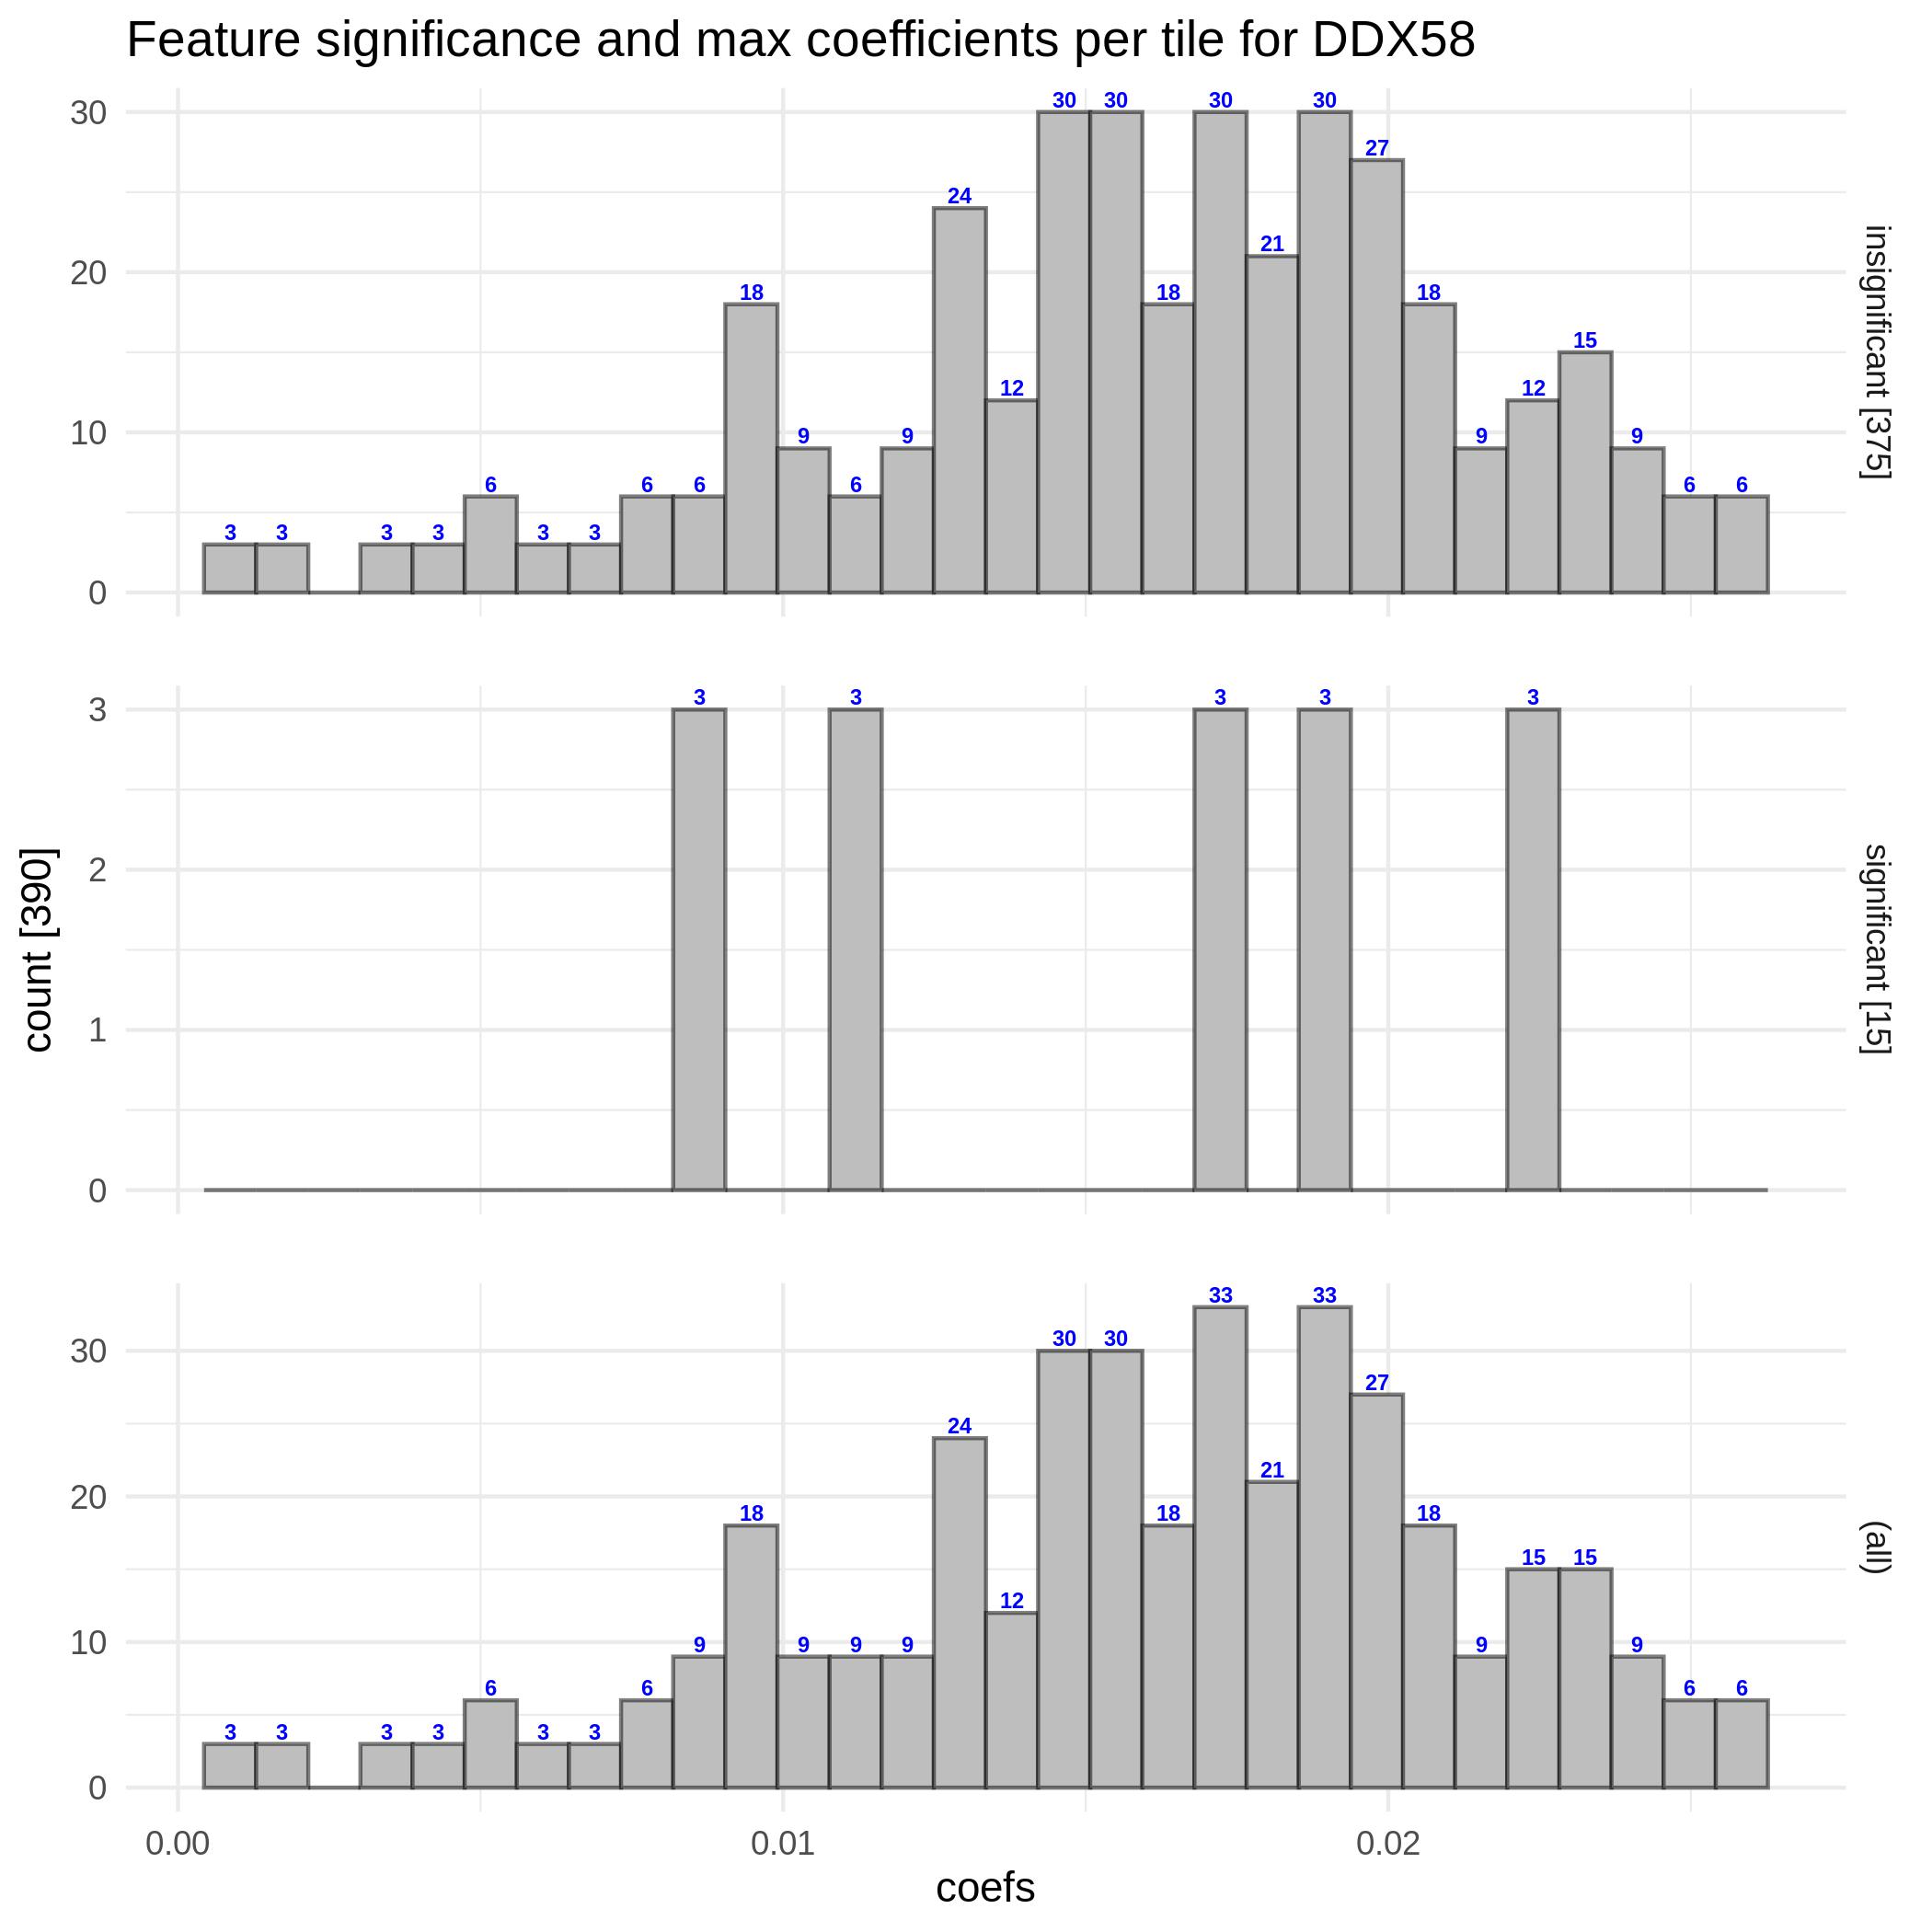 Feature significance and max coefficients per tile for DDX58
30 30 30 30
27
24
21
18 18 18
15
12 12
9 9 9 9
6 6 6 6 6 6
3 3 3 3 3 3
30
20
10
0
insignificant [375]
3 3 3 3 3
3
2
1
0
count [390]
significant [15]
33 33
30 30
27
24
21
18 18 18
15 15
12
9 9 9 9 9 9
6 6 6 6
3 3 3 3 3 3
30
20
10
0
(all)
0.00 0.01 0.02
coefs